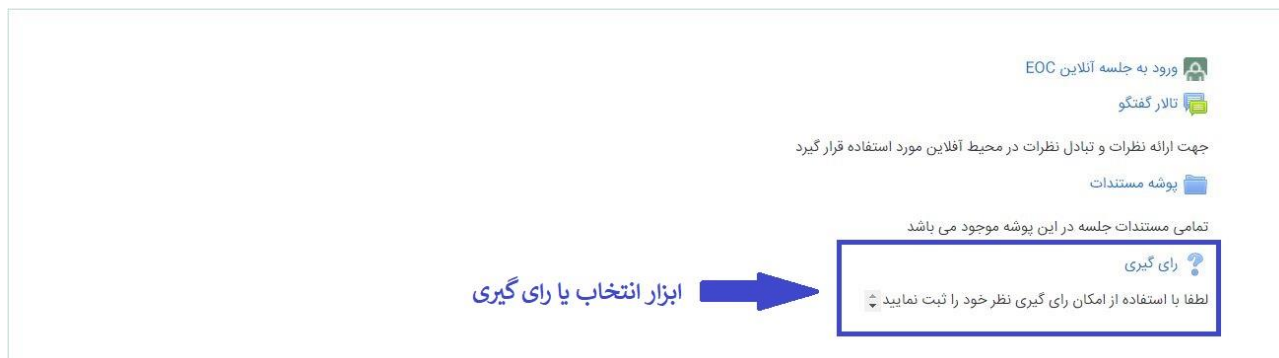 ورود به جلسه آنلاین EOC
تالار گفتگو
جهت ارائه نظرات و تبادل نظرات در محیط آفلاین مورد استفاده قرار گیرد
پوشه مستندات
تمامی مستندات جلسه در این پوشه موجود می باشد
رای گیری
لطفا با استفاده از امکان رای گیری نظر خود را ثبت نمایید
ابزار انتخاب یا رای گیری